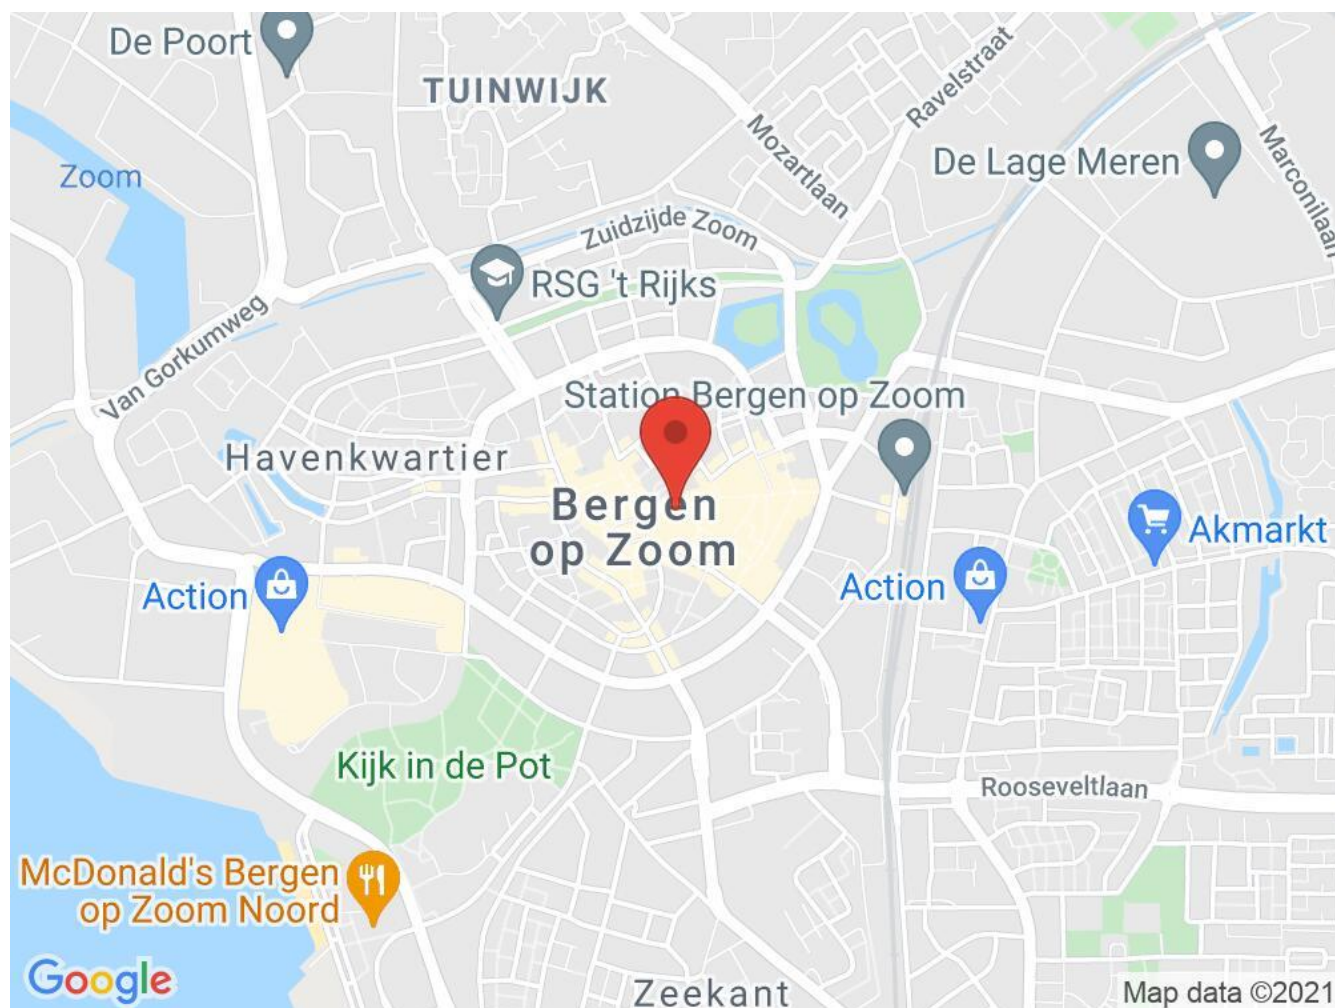 De Poort
TUINWIJK
Ravelstraat
Mozartlaan
De Lage Meren
Marconilaan
Zoom
Zuidzijde Zoom
RSG 't Rijks
Van Gorkumweg
Station Bergen op Zoom
Havenkwartier
Bergen
op Zoom
Akmarkt
Action
Action
Kijk in de Pot
Rooseveltlaan
McDonald's Bergen
op Zoom Noord
Google
Zeekant
Map data ©2021